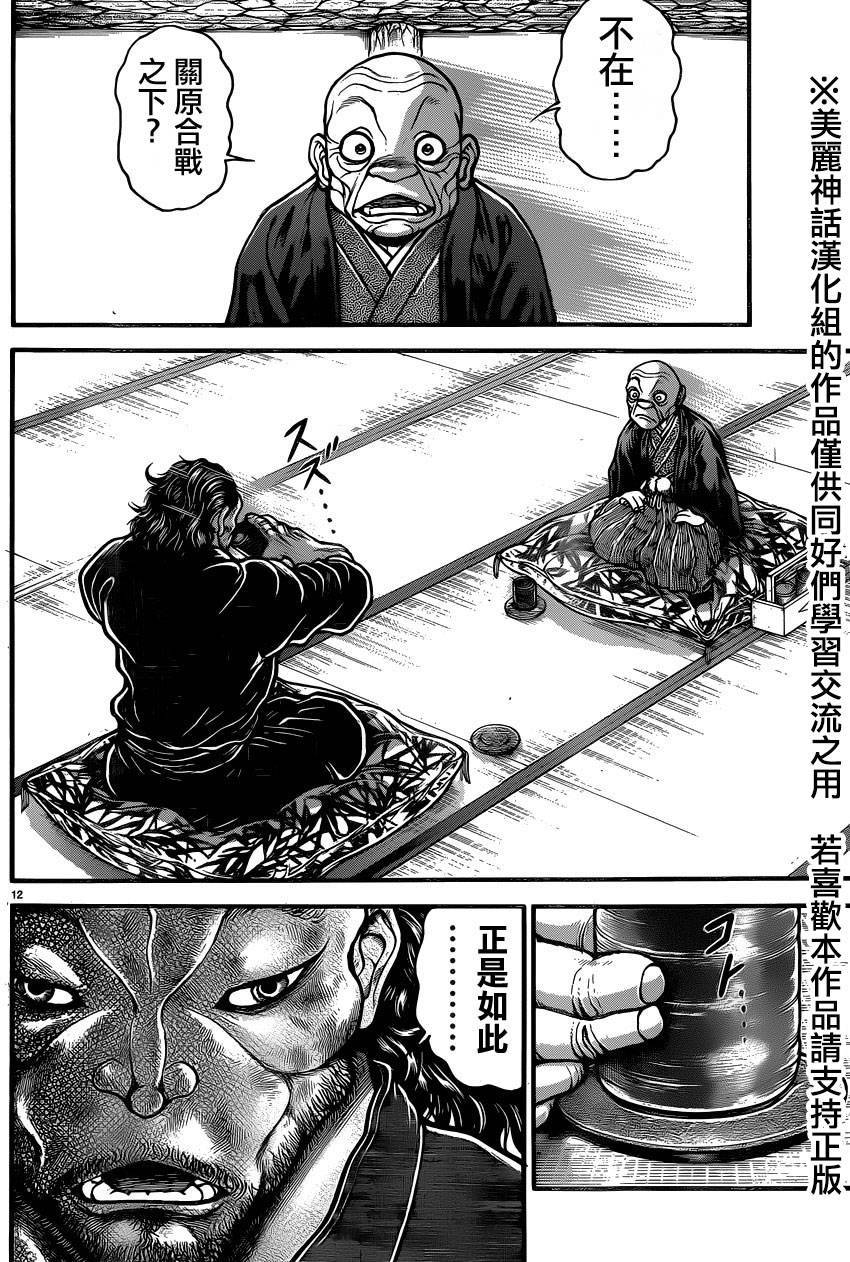 不在……
關原合戰
之下？
ズズ……
12
コト……
正是如此
………
※美麗神話漢化組的作品僅供同好們學習交流之用　若喜歡本作品請支持正版